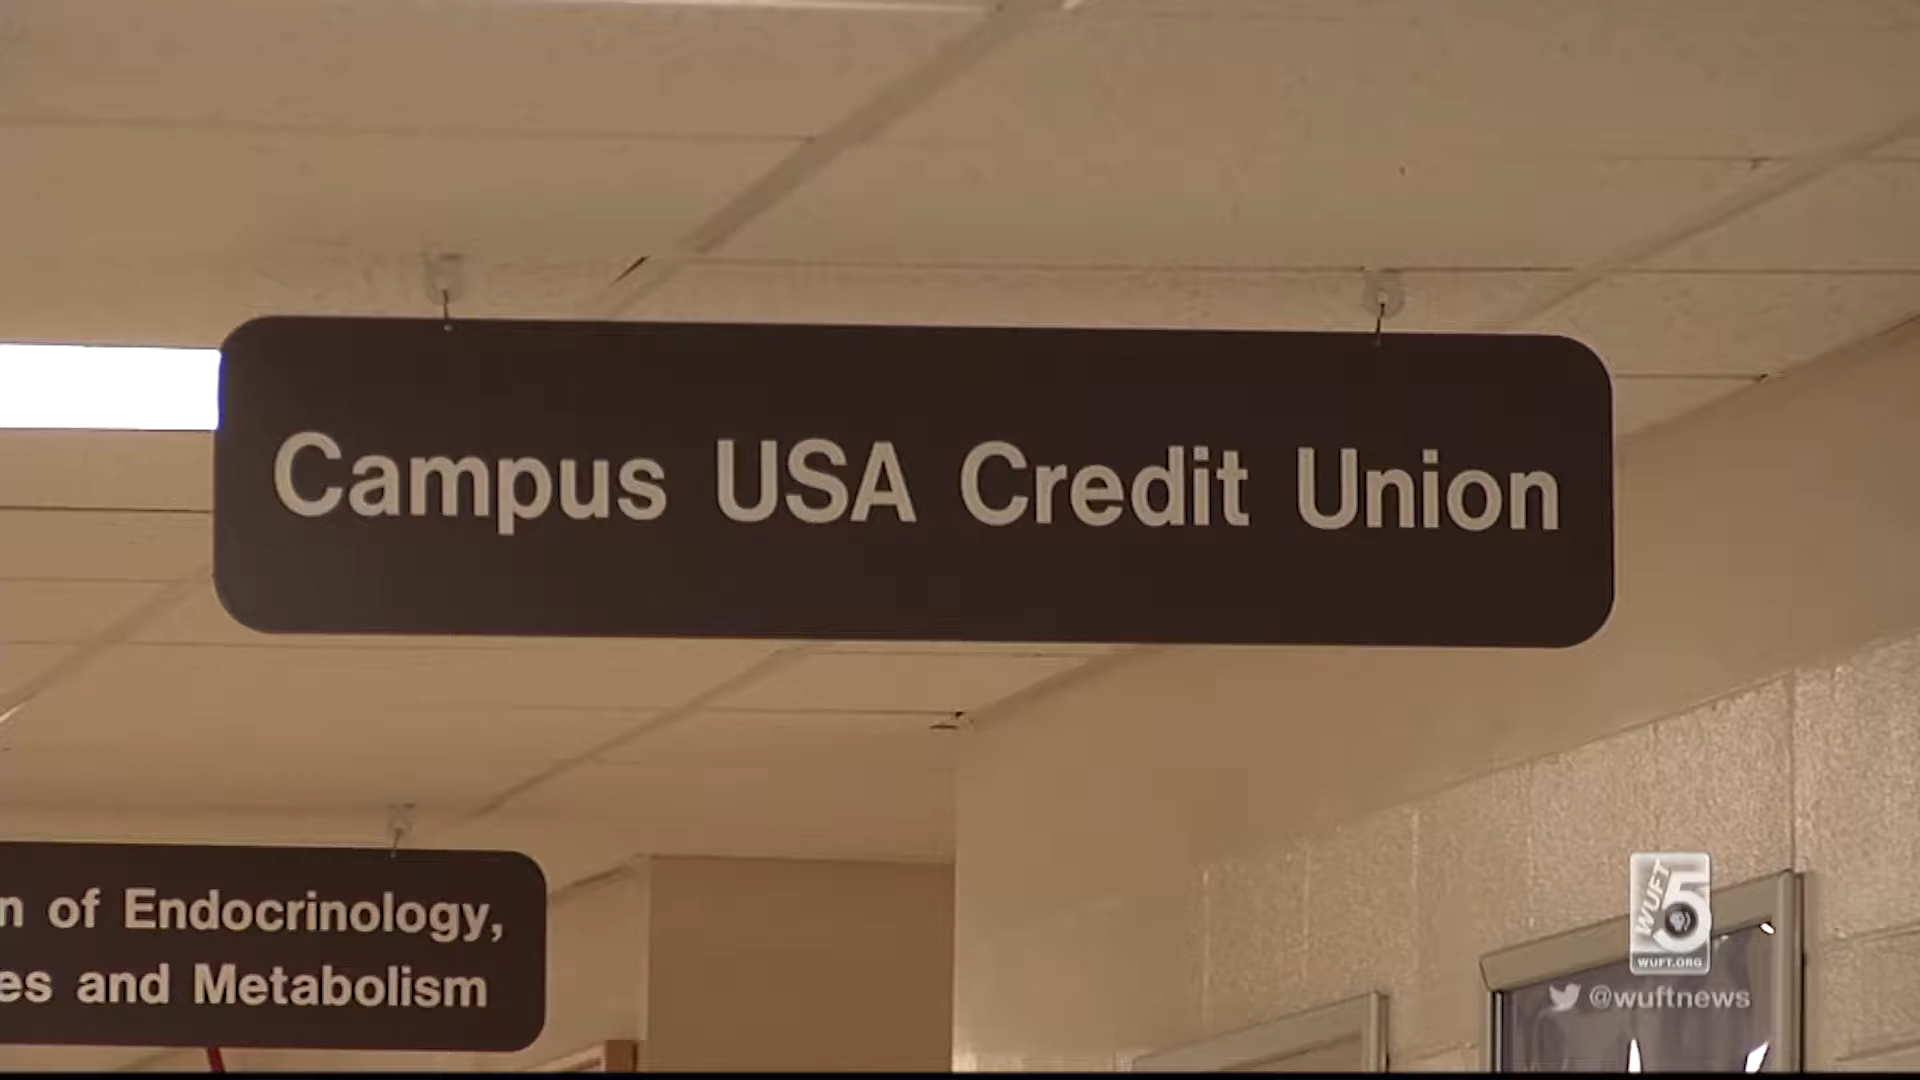 Campus USA Credit Union
n of Endocrinology,
es and Metabolism
WUFT 5
WUFT.ORG
@wuftnews